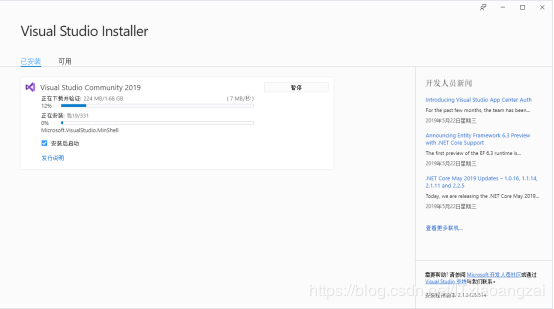 Visual Studio Installer
已安装
可用
Visual Studio Community 2019
暂停
正在下载并验证: 224 MB/1.68 GB
( 7 MB/秒 )
12%
正在安装: 包19/331
0%
Microsoft.VisualStudio.MinShell
安装后启动
发行说明
开发人员新闻
Introducing Visual Studio App Center Auth
For the past few months, the team has been...
2019年5月22日星期三
Announcing Entity Framework 6.3 Preview
with .NET Core Support
The first preview of the EF 6.3 runtime is...
2019年5月22日星期三
.NET Core May 2019 Updates – 1.0.16, 1.1.14,
2.1.11 and 2.2.5
Today, we are releasing the .NET Core May 2019...
2019年5月22日星期三
查看更多联机...
需要帮助? 请参阅 Microsoft 开发人员社区或通过
Visual Studio 支持与我们联系。
安装程序版本
https://blog.csdn.net/